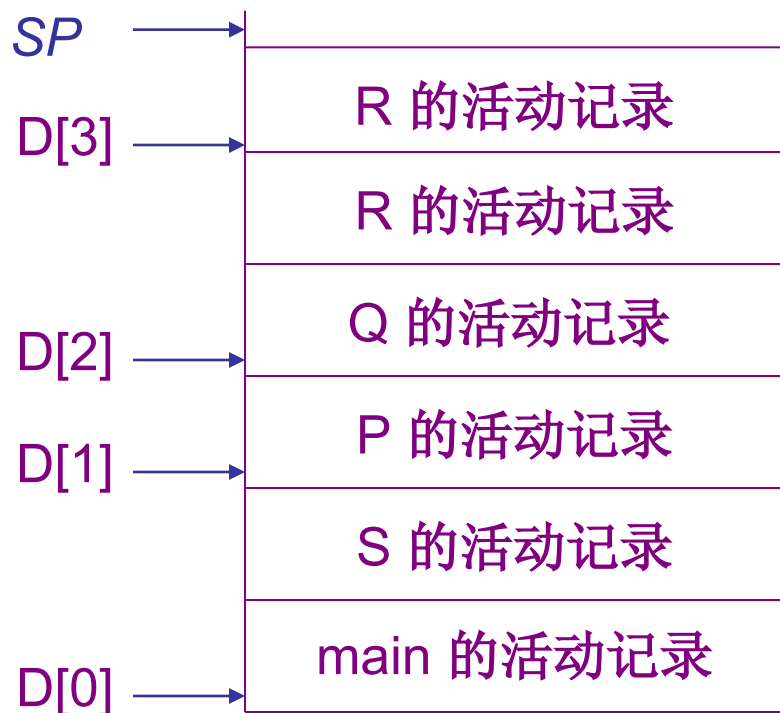 SP
R 的活动记录
D[3]
R 的活动记录
Q 的活动记录
D[2]
P 的活动记录
D[1]
S 的活动记录
main 的活动记录
D[0]